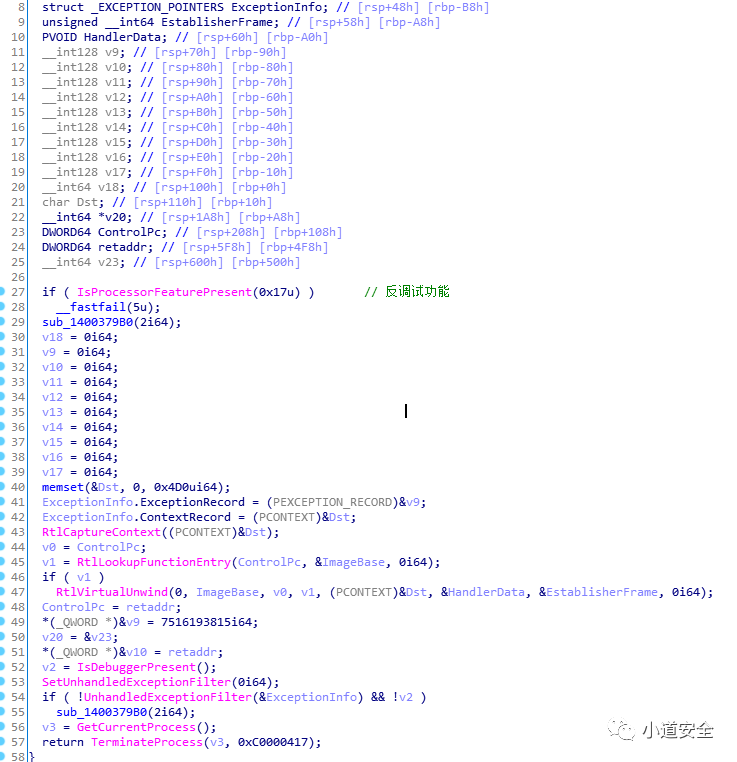 8 struct _EXCEPTION_POINTERS ExceptionInfo; // [rsp+48h] [rbp-B8h]
9 unsigned __int64 EstablisherFrame; // [rsp+58h] [rbp-A8h]
10 PVOID HandlerData; // [rsp+60h] [rbp-A0h]
11 __int128 v9; // [rsp+70h] [rbp-90h]
12 __int128 v10; // [rsp+80h] [rbp-80h]
13 __int128 v11; // [rsp+90h] [rbp-70h]
14 __int128 v12; // [rsp+A0h] [rbp-60h]
15 __int128 v13; // [rsp+B0h] [rbp-50h]
16 __int128 v14; // [rsp+C0h] [rbp-40h]
17 __int128 v15; // [rsp+D0h] [rbp-30h]
18 __int128 v16; // [rsp+E0h] [rbp-20h]
19 __int128 v17; // [rsp+F0h] [rbp-10h]
20 __int64 v18; // [rsp+100h] [rbp+0h]
21 char Dst; // [rsp+110h] [rbp+10h]
22 __int64 *v20; // [rsp+1A8h] [rbp+A8h]
23 DWORD64 ControlPc; // [rsp+208h] [rbp+108h]
24 DWORD64 retaddr; // [rsp+5F8h] [rbp+4F8h]
25 __int64 v23; // [rsp+600h] [rbp+500h]
26
27 if ( IsProcessorFeaturePresent(0x17u) ) // 反调试功能
28 __fastfail(5u);
29 sub_1400379B0(2i64);
30 v18 = 0i64;
31 v9 = 0i64;
32 v10 = 0i64;
33 v11 = 0i64;
34 v12 = 0i64;
35 v13 = 0i64;
36 v14 = 0i64;
37 v15 = 0i64;
38 v16 = 0i64;
39 v17 = 0i64;
40 memset(&Dst, 0, 0x4D0ui64);
41 ExceptionInfo.ExceptionRecord = (PEXCEPTION_RECORD)&v9;
42 ExceptionInfo.ContextRecord = (PCONTEXT)&Dst;
43 RtlCaptureContext((PCONTEXT)&Dst);
44 v0 = ControlPc;
45 v1 = RtlLookupFunctionEntry(ControlPc, &ImageBase, 0i64);
46 if ( v1 )
47 RtlVirtualUnwind(0, ImageBase, v0, v1, (PCONTEXT)&Dst, &HandlerData, &EstablisherFrame, 0i64);
48 ControlPc = retaddr;
49 *(_QWORD *)&v9 = 7516193815i64;
50 v20 = &v23;
51 *(_QWORD *)&v10 = retaddr;
52 v2 = IsDebuggerPresent();
53 SetUnhandledExceptionFilter(0i64);
54 if ( !UnhandledExceptionFilter(&ExceptionInfo) && !v2 )
55 sub_1400379B0(2i64);
56 v3 = GetCurrentProcess();
57 return TerminateProcess(v3, 0xC0000417);
58 }
小道安全